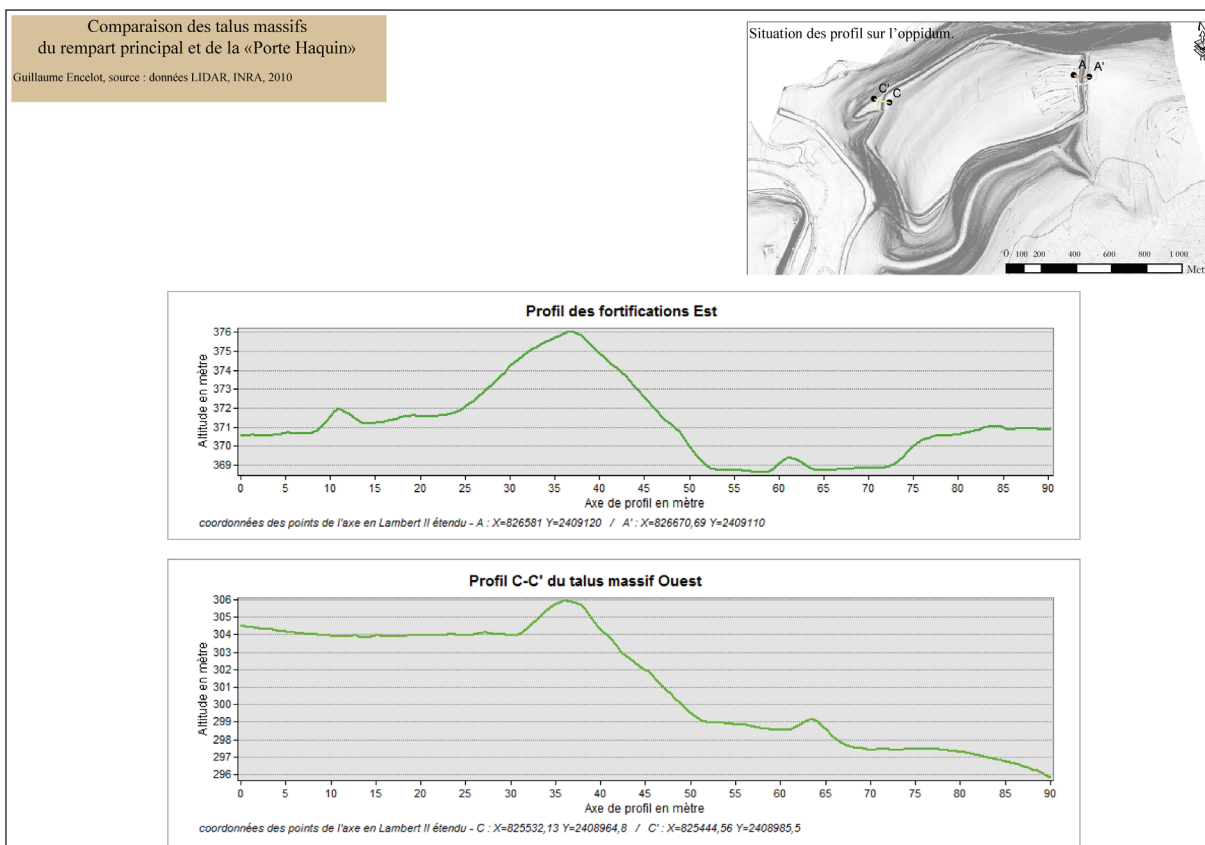 Comparaison des talus massifs
du rempart principal et de la «Porte Haquin»
Guillaume Encelot, source : données LIDAR, INRA, 2010
Situation des profil sur l'oppidum.
C' C
A A'
0 100 200 400 600 800 1 000
Met
Profil des fortifications Est
Altitude en mètre
376
375
374
373
372
371
370
369
0 5 10 15 20 25 30 35 40 45 50 55 60 65 70 75 80 85 90
Axe de profil en mètre
coordonnées des points de l'axe en Lambert II étendu - A : X=826581 Y=2409120 / A' : X=826670,69 Y=2409110
Profil C-C' du talus massif Ouest
Altitude en mètre
306
305
304
303
302
301
300
299
298
297
296
0 5 10 15 20 25 30 35 40 45 50 55 60 65 70 75 80 85 90
Axe de profil en mètre
coordonnées des points de l'axe en Lambert II étendu - C : X=825532,13 Y=2408964,8 / C' : X=825444,56 Y=2408985,5